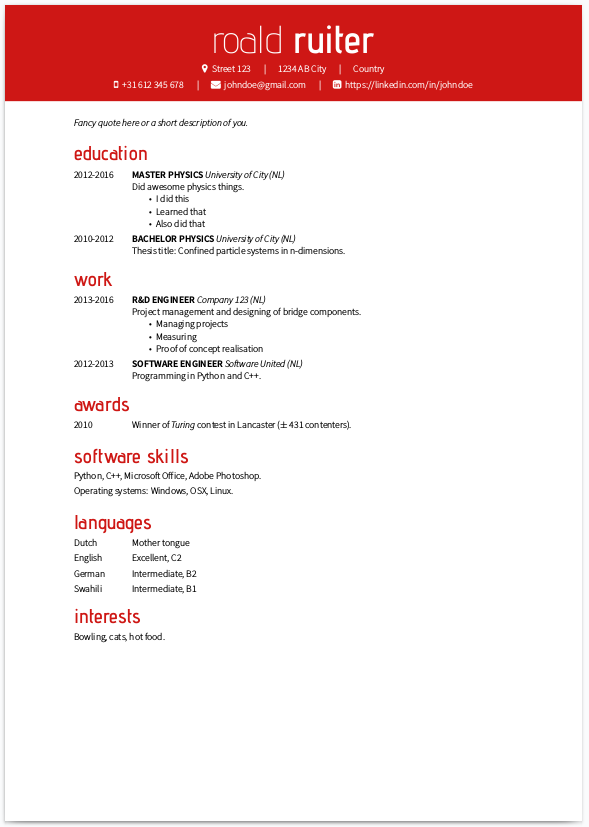 roald ruiter
Street 123 | 1234 AB City | Country
+31 612 345 678 | johndoe@gmail.com | https://linkedin.com/in/johndoe
Fancy quote here or a short description of you.
education
2012-2016 MASTER PHYSICS University of City (NL)
Did awesome physics things.
• I did this
• Learned that
• Also did that
2010-2012 BACHELOR PHYSICS University of City (NL)
Thesis title: Confined particle systems in n-dimensions.
work
2013-2016 R&D ENGINEER Company 123 (NL)
Project management and designing of bridge components.
• Managing projects
• Measuring
• Proof of concept realisation
2012-2013 SOFTWARE ENGINEER Software United (NL)
Programming in Python and C++.
awards
2010 Winner of Turing contest in Lancaster (± 431 contenters).
software skills
Python, C++, Microsoft Office, Adobe Photoshop.
Operating systems: Windows, OSX, Linux.
languages
Dutch Mother tongue
English Excellent, C2
German Intermediate, B2
Swahili Intermediate, B1
interests
Bowling, cats, hot food.